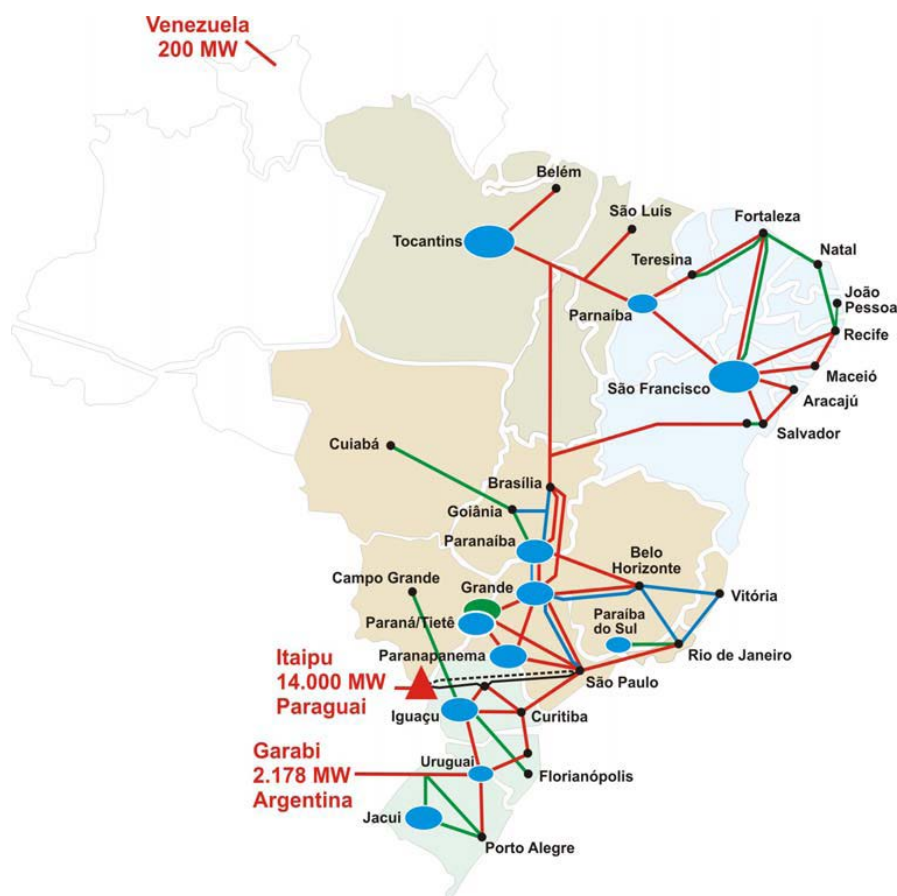 Venezuela
200 MW
Belém
São Luís
Fortaleza
Tocantins
Teresina
Natal
João
Pessoa
Parnaíba
Recife
Maceió
São Francisco
Aracajú
Salvador
Cuiabá
Brasília
Goiânia
Paranaíba
Belo
Horizonte
Campo Grande
Grande
Vitória
Paraíba
do Sul
Paraná/Tietê
Rio de Janeiro
Paranapanema
São Paulo
Itaipu
14.000 MW
Paraguai
Iguaçu
Curitiba
Garabi
2.178 MW
Argentina
Uruguai
Florianópolis
Jacui
Porto Alegre